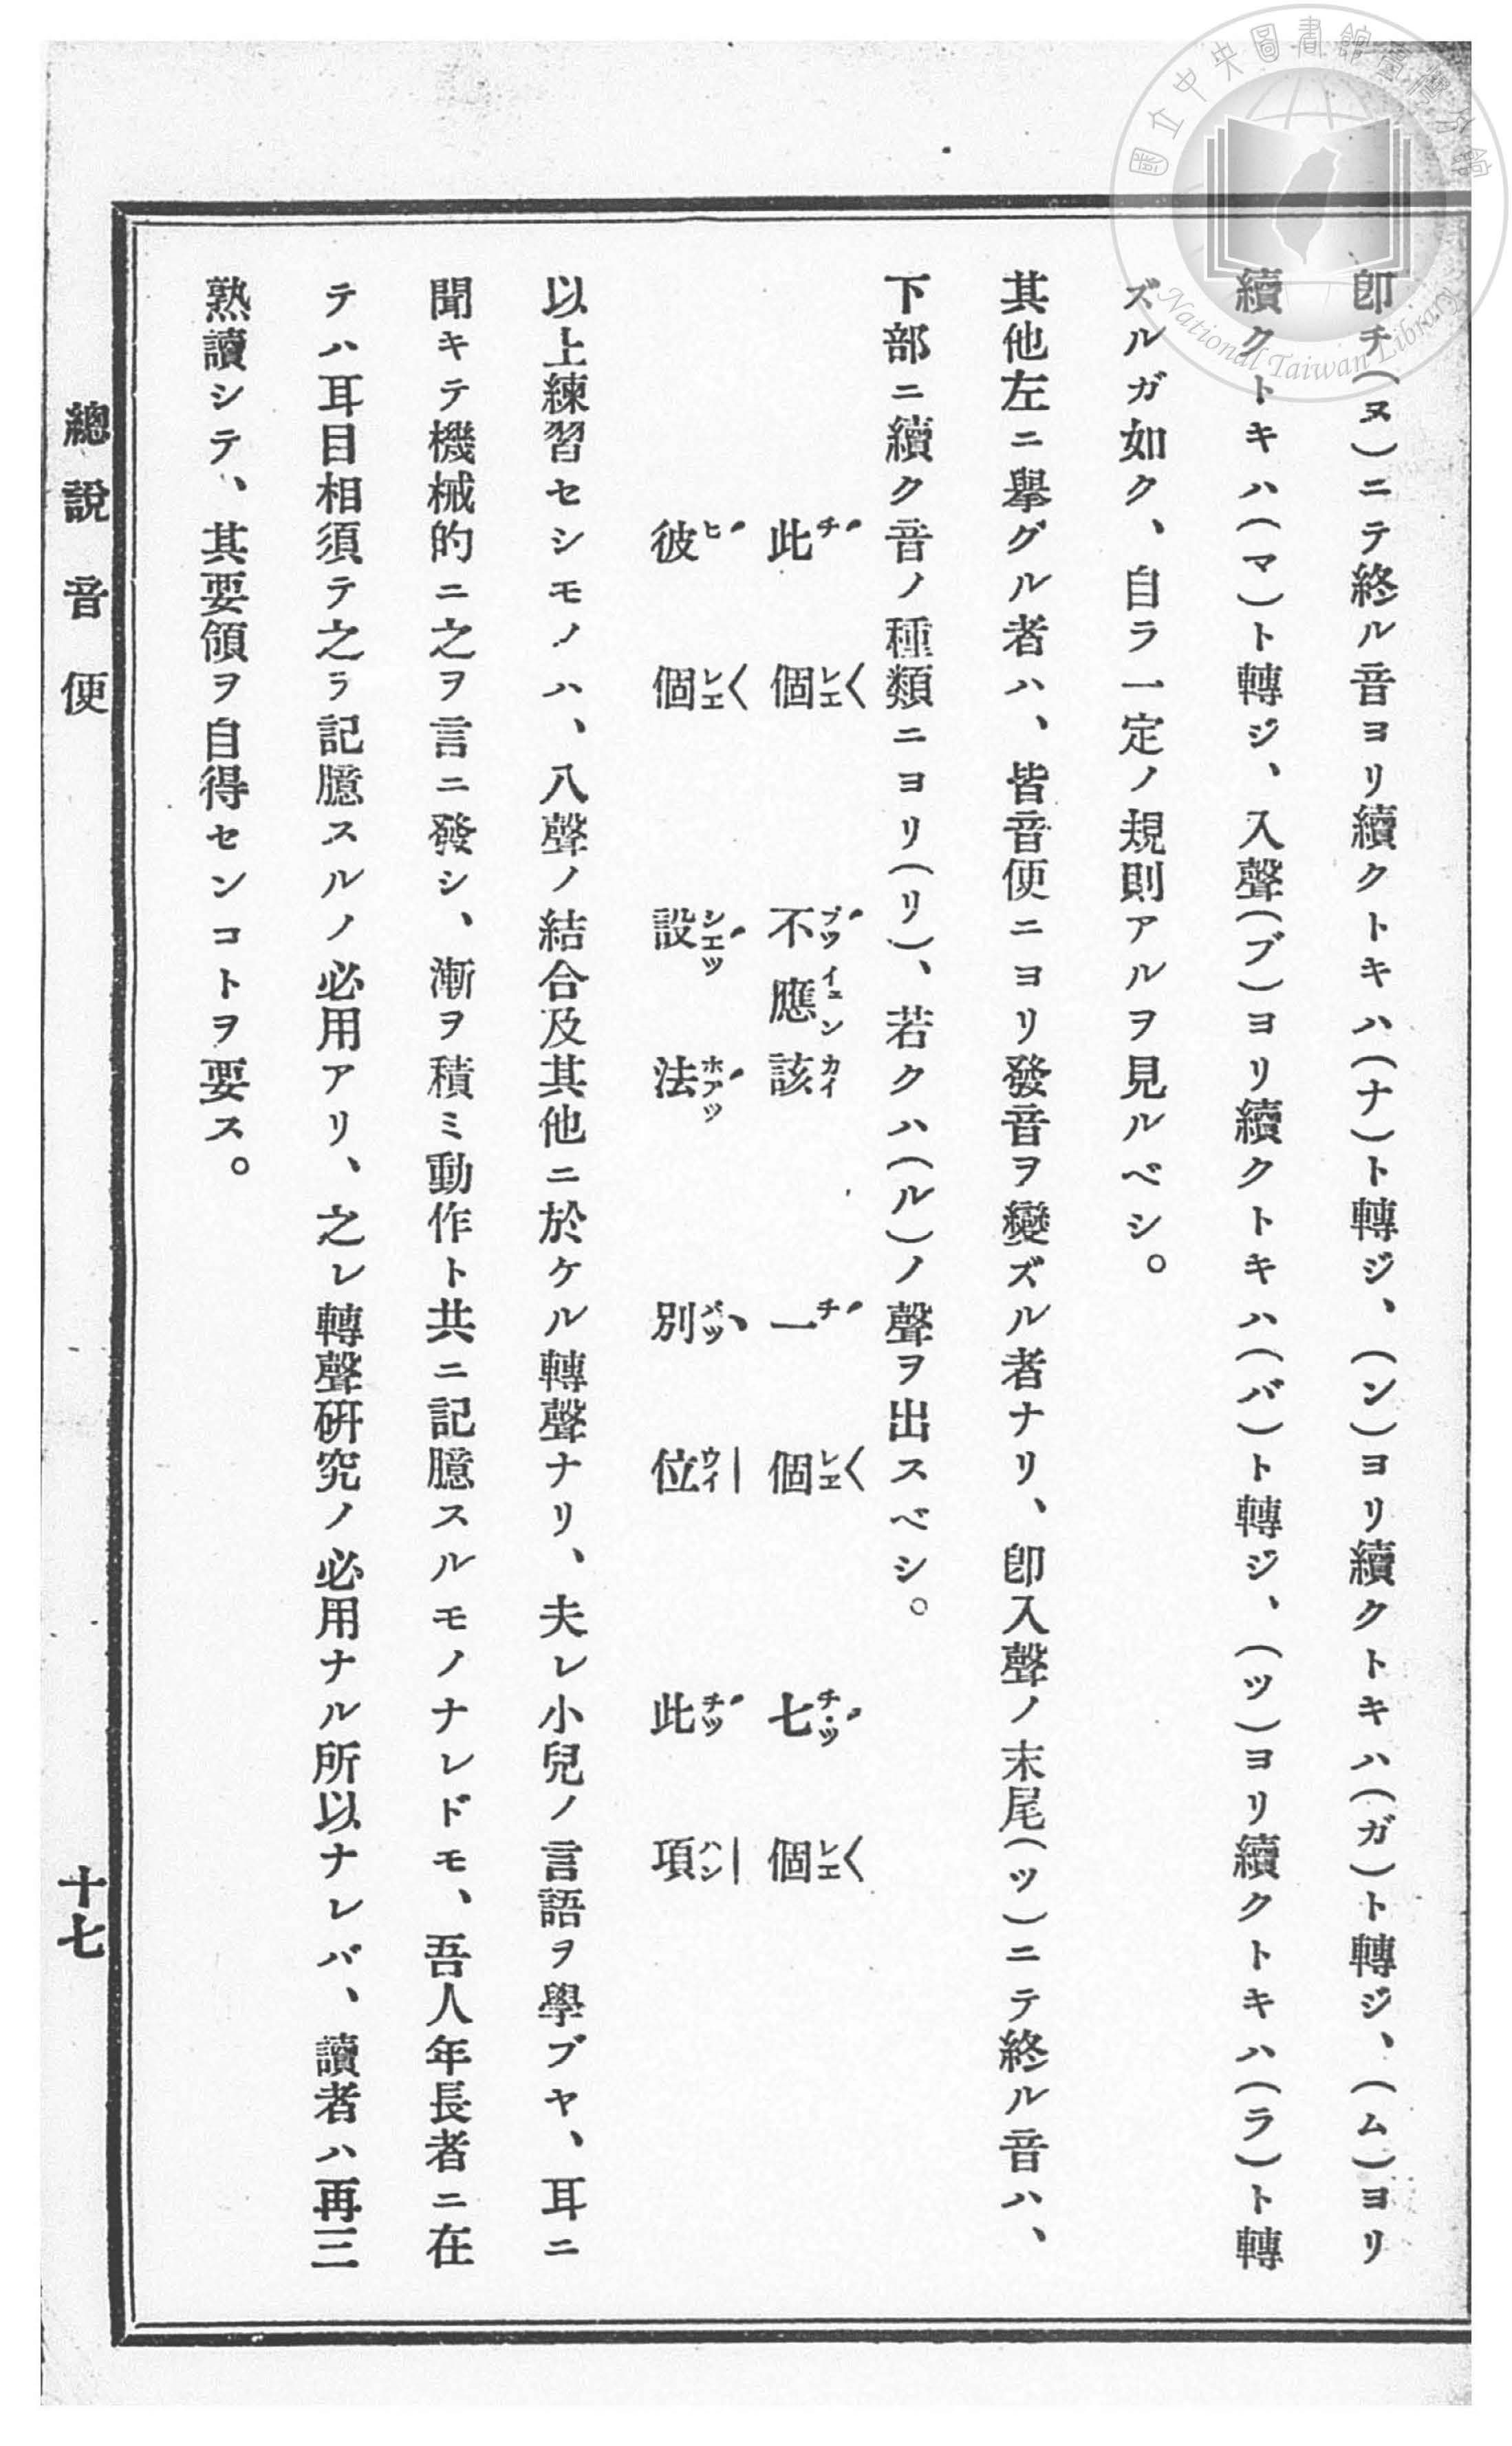 國立中央圖書館臺灣分館
National Taiwan Library
卽チ(ヌ)ニテ終ル音ヨリ續クトキハ(ナ)ト轉ジ、(ン)ヨリ續クトキハ(ガ)ト轉ジ、(ム)ヨリ
續クトキハ(マ)ト轉ジ、入聲(ブ)ヨリ續クトキハ(バ)ト轉ジ、(ツ)ヨリ續クトキハ(ラ)ト轉
ズルガ如ク、自ラ一定ノ規則アルヲ見ルベシ。
其他左ニ擧グル者ハ、皆音便ニヨリ發音ヲ變ズル者ナリ、卽入聲ノ末尾(ツ)ニテ終ル音ハ、
下部ニ續ク音ノ種類ニヨリ(リ)、若クハ(ル)ノ聲ヲ出スベシ。
此チ 個レエ 不ブツ應イエン該カイ 一チ 個レエ 七チツ 個レエ
彼ヒ 個レエ 設シエツ法ホアツ 別パツ 位ウイ 此チツ 項ハン
以上練習セシモノハ、八聲ノ結合及其他ニ於ケル轉聲ナリ、夫レ小兒ノ言語ヲ學ブヤ、耳ニ
聞キテ機械的ニ之ヲ言ニ發シ、漸ヲ積ミ動作ト共ニ記臆スルモノナレドモ、吾人年長者ニ在
テハ耳目相須テ之ラ記臆スルノ必用アリ、之レ轉聲硏究ノ必用ナル所以ナレバ、讀者ハ再三
熟讀シテ、其要領ヲ自得センコトヲ要ス。
總說 音便
十七